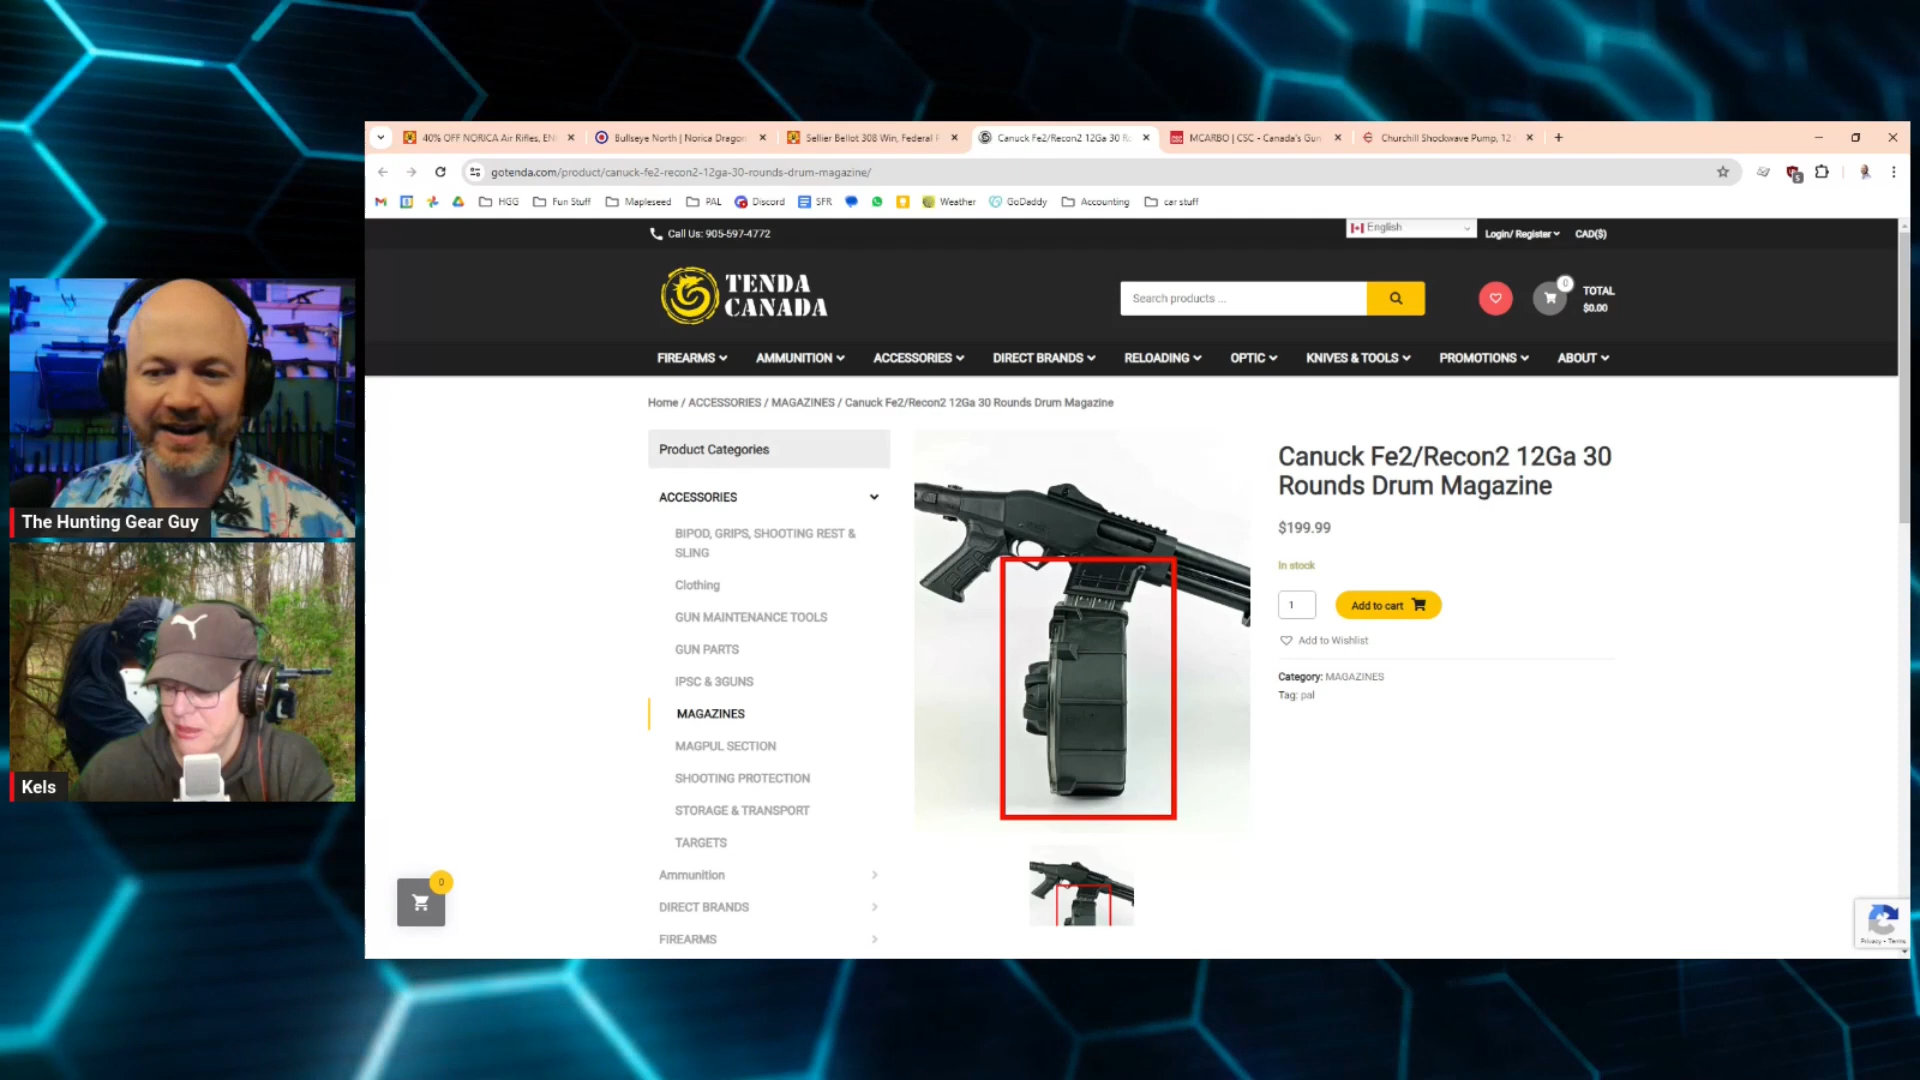 40% OFF NORICA Air Rifles, EN
Bullseye North | Norica Dragon
Sellier Bellot 308 Win, Federal F
Canuck Fe2/Recon2 12Ga 30 R
MCARBO | CSC - Canada's Gun
Churchill Shockwave Pump, 12
gotenda.com/product/canuck-fe2-recon2-12ga-30-rounds-drum-magazine/
HGG
Fun Stuff
Mapleseed
PAL
Discord
SFR
Weather
GoDaddy
Accounting
car stuff
Call Us: 905-597-4772
English
Login/ Register
CAD($)
TENDA
CANADA
Search products ...
0
TOTAL
$0.00
FIREARMS
AMMUNITION
ACCESSORIES
DIRECT BRANDS
RELOADING
OPTIC
KNIVES & TOOLS
PROMOTIONS
ABOUT
Home / ACCESSORIES / MAGAZINES / Canuck Fe2/Recon2 12Ga 30 Rounds Drum Magazine
Product Categories
ACCESSORIES
BIPOD, GRIPS, SHOOTING REST &
SLING
Clothing
GUN MAINTENANCE TOOLS
GUN PARTS
IPSC & 3GUNS
MAGAZINES
MAGPUL SECTION
SHOOTING PROTECTION
STORAGE & TRANSPORT
TARGETS
Ammunition
DIRECT BRANDS
FIREARMS
Canuck Fe2/Recon2 12Ga 30
Rounds Drum Magazine
$199.99
In stock
1
Add to cart
Add to Wishlist
Category: MAGAZINES
Tag: pal
0
Privacy - Terms
The Hunting Gear Guy
Kels